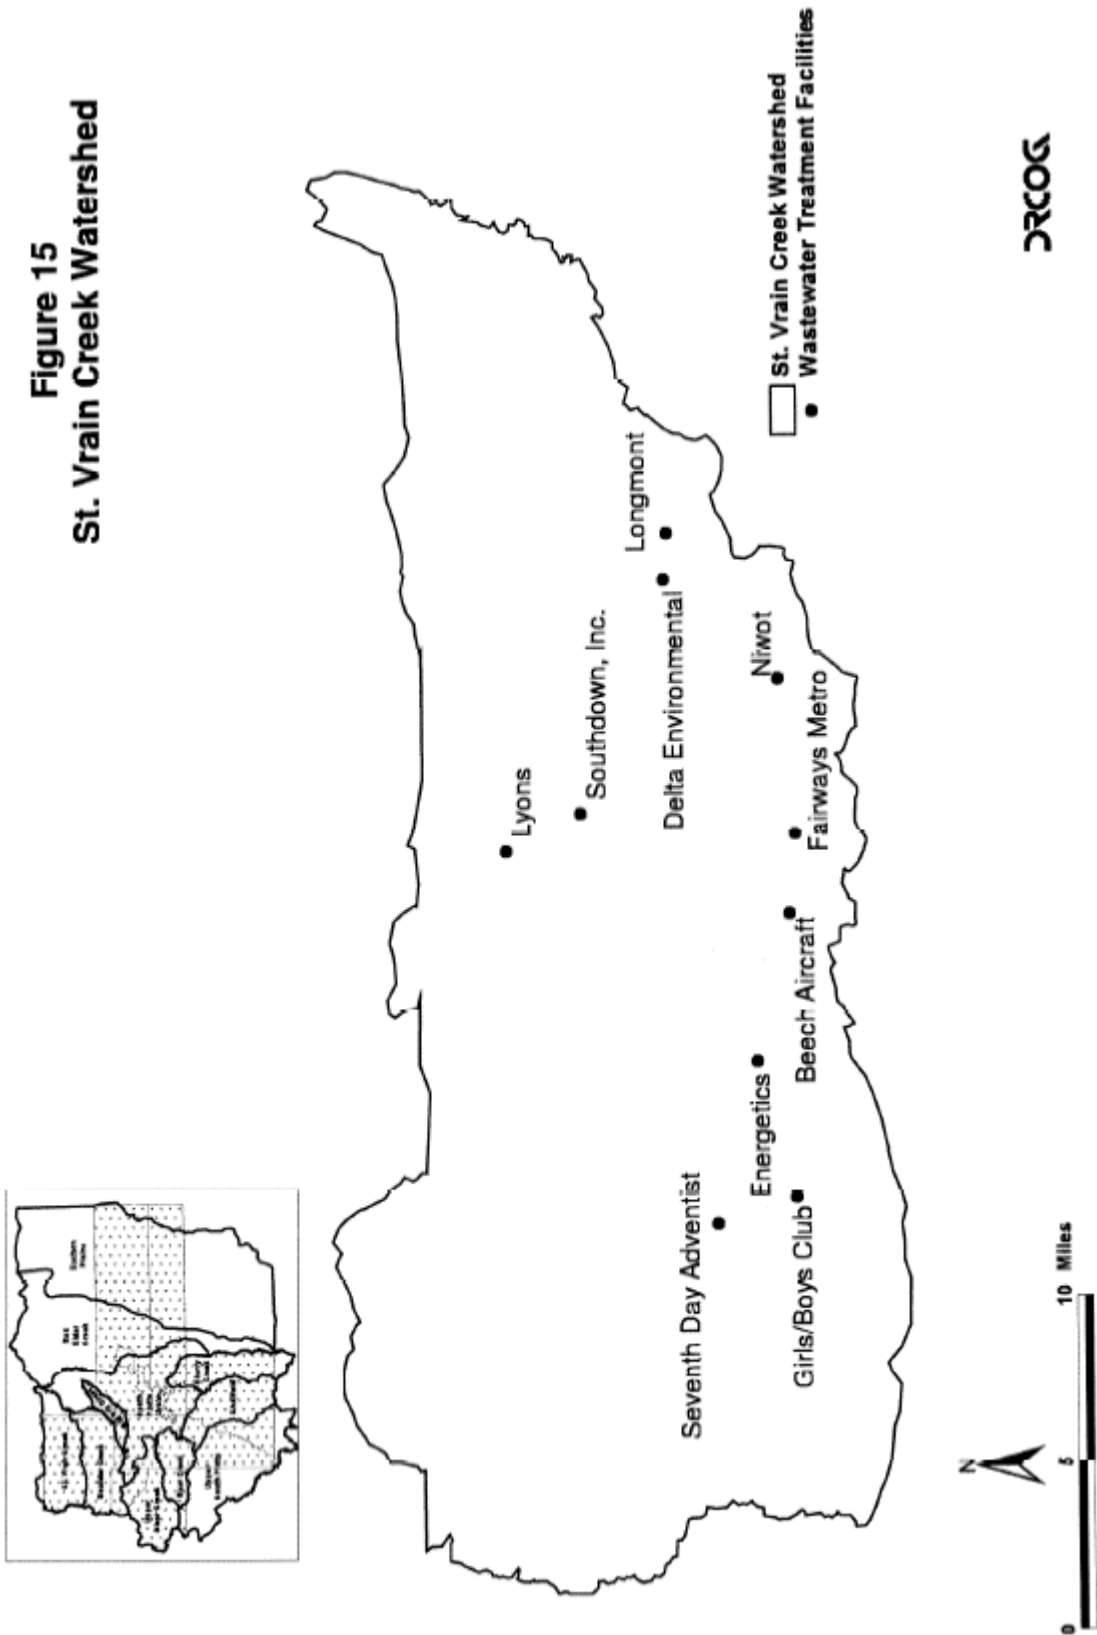 Figure 15
St. Vrain Creek Watershed
Lyons
Southdown, Inc.
Longmont
Delta Environmental
Niwot
Fairways Metro
Beech Aircraft
Energetics
Seventh Day Adventist
Girls/Boys Club
St. Vrain Creek Watershed
Wastewater Treatment Facilities
N
0 5 10 Miles
DRCOG